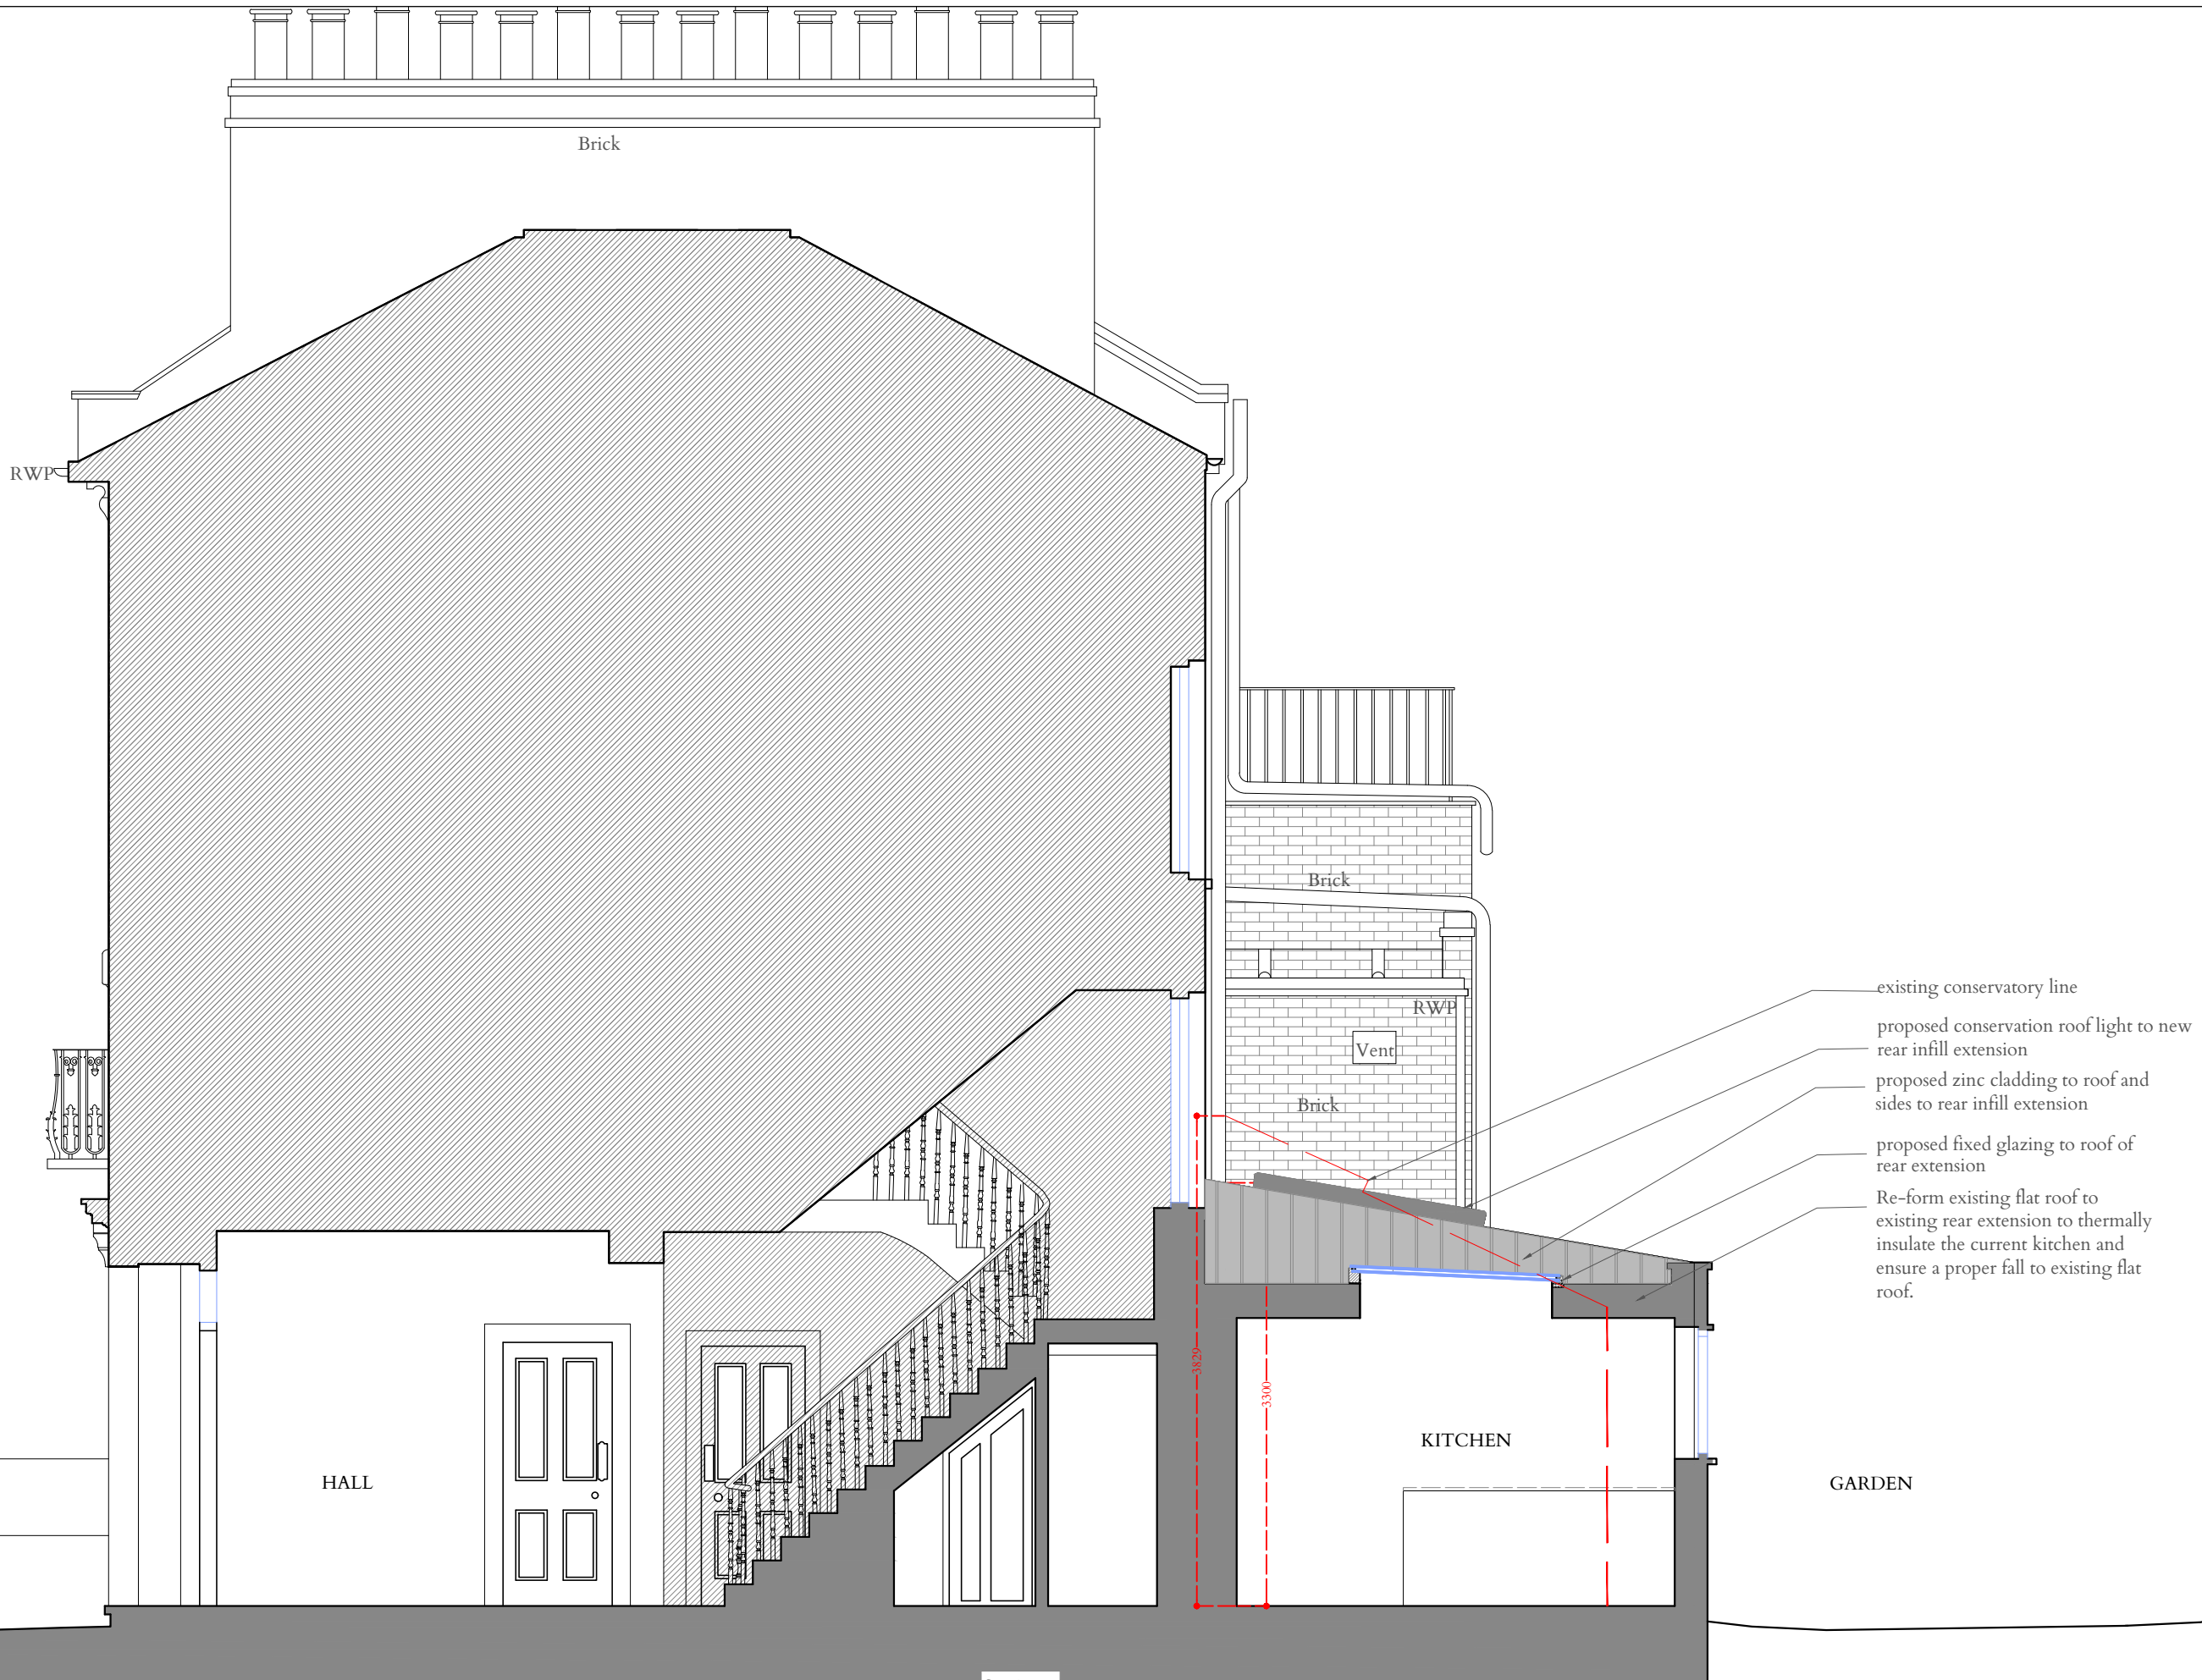 Brick
RWP
Brick
existing conservatory line
RWP
proposed conservation roof light to new
rear infill extension
Vent
proposed zinc cladding to roof and
sides to rear infill extension
Brick
proposed fixed glazing to roof of
rear extension
Re-form existing flat roof to
existing rear extension to thermally
insulate the current kitchen and
ensure a proper fall to existing flat
roof.
3829
3300
KITCHEN
HALL
GARDEN